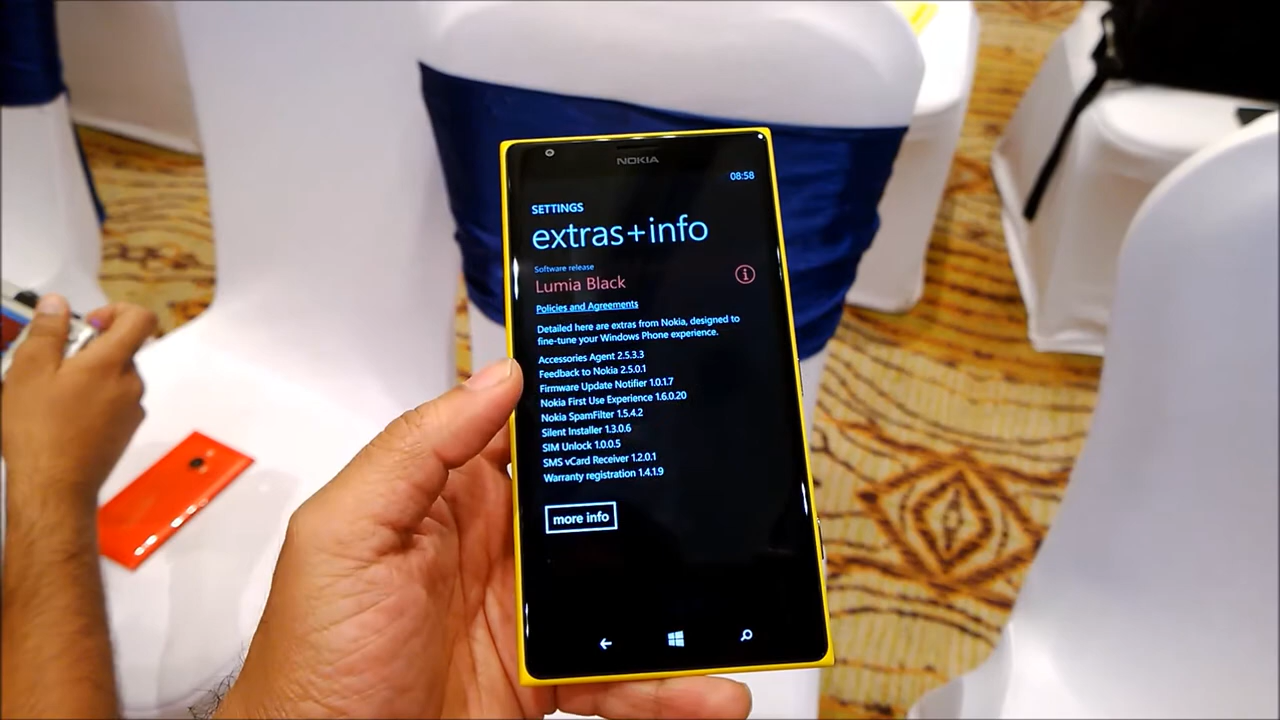 NOKIA
08:58
SETTINGS
extras+info
Software release
Lumia Black
Policies and Agreements
Detailed here are extras from Nokia, designed to
fine-tune your Windows Phone experience.
Accessories Agent 2.5.3.3
Feedback to Nokia 2.5.0.1
Firmware Update Notifier 1.0.1.7
Nokia First Use Experience 1.6.0.20
Nokia SpamFilter 1.5.4.2
Silent Installer 1.3.0.6
SIM Unlock 1.0.0.5
SMS vCard Receiver 1.2.0.1
Warranty registration 1.4.1.9
more info